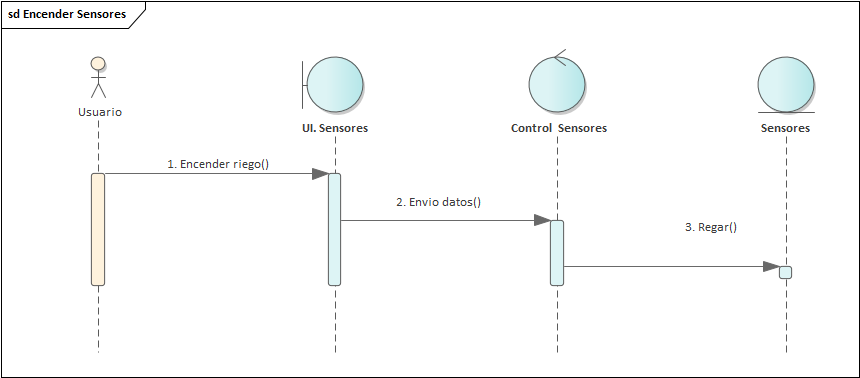 sd Encender Sensores
Usuario
UI. Sensores
Control Sensores
Sensores
1. Encender riego()
2. Envio datos()
3. Regar()